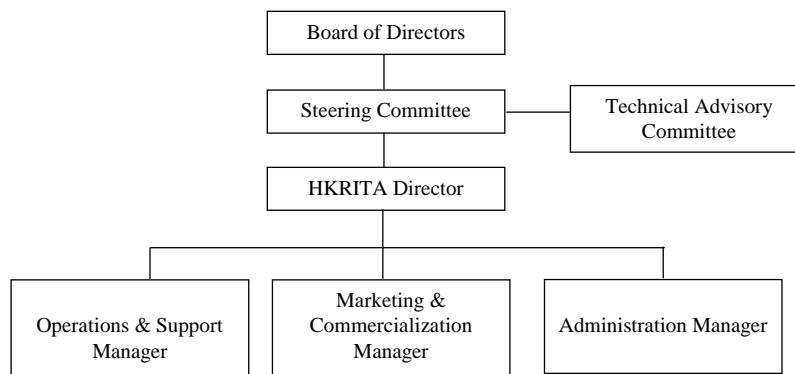 Board of Directors
Steering Committee
Technical Advisory
Committee
HKRITA Director
Operations & Support
Manager
Marketing &
Commercialization
Manager
Administration Manager